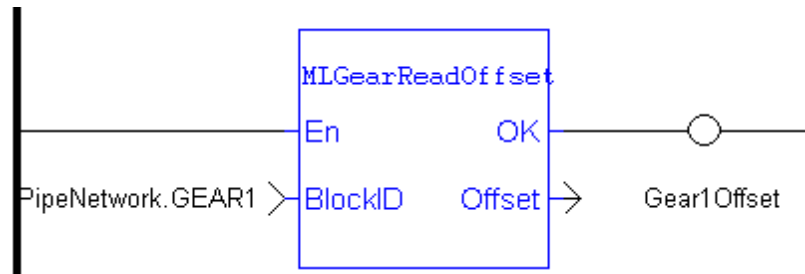 MLGearReadOffset
En OK
PipeNetwork.GEAR1 BlockID Offset Gear1Offset